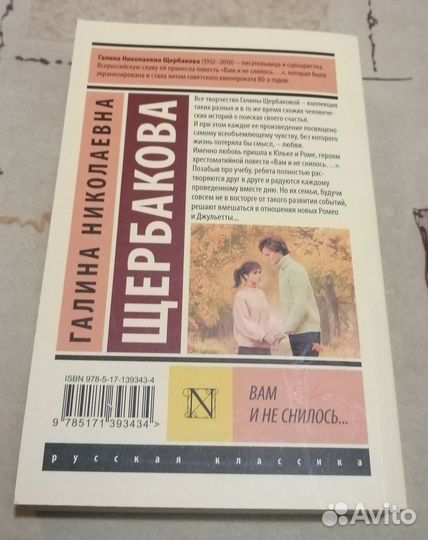 Галина Николаевна Щербакова (1932–2010) – писательница и сценаристка.
Всероссийскую славу ей принесла повесть «Вам и не снилось...», которая была
экранизирована и стала хитом советского кинопроката 80-х годов.
ГАЛИНА НИКОЛАЕВНА
ЩЕРБАКОВА
Все творчество Галины Щербаковой – коллекция
таких разных и в то же время схожих человечес-
ких историй о поисках своего счастья.
И при этом каждое ее произведение посвящено
самому всеобъемлющему чувству, без которого
жизнь потеряла бы смысл, – любви.
Именно любовь пришла к Юльке и Роме, героям
хрестоматийной повести «Вам и не снилось...».
Позабыв про учебу, ребята полностью рас-
творяются друг в друге и радуются каждому
проведенному вместе дню. Но их семьи, будучи
совсем не в восторге от такого развития событий,
решают вмешаться в отношения новых Ромео
и Джульетты...
ISBN 978-5-17-139343-4
9 785171 393434 >
N
ВАМ
И НЕ СНИЛОСЬ...
русская классика
Avito